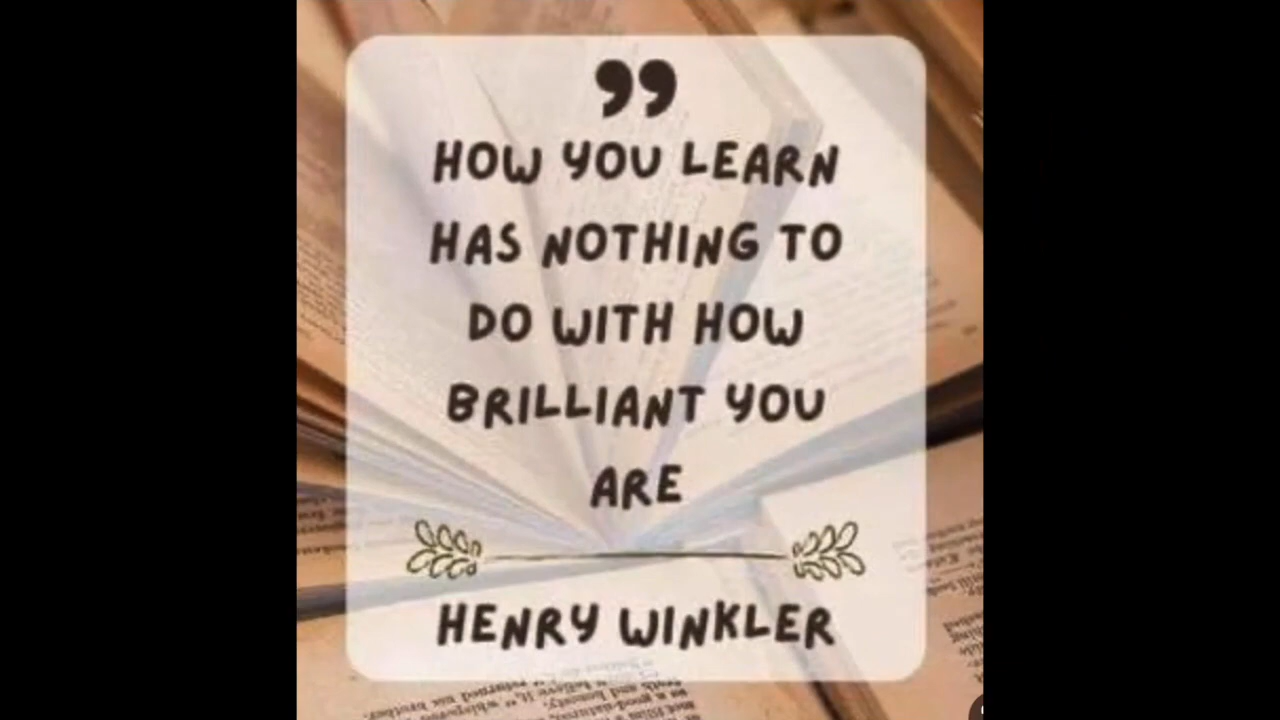 ”
HOW YOU LEARN
HAS NOTHING TO
DO WITH HOW
BRILLIANT YOU
ARE
HENRY WINKLER